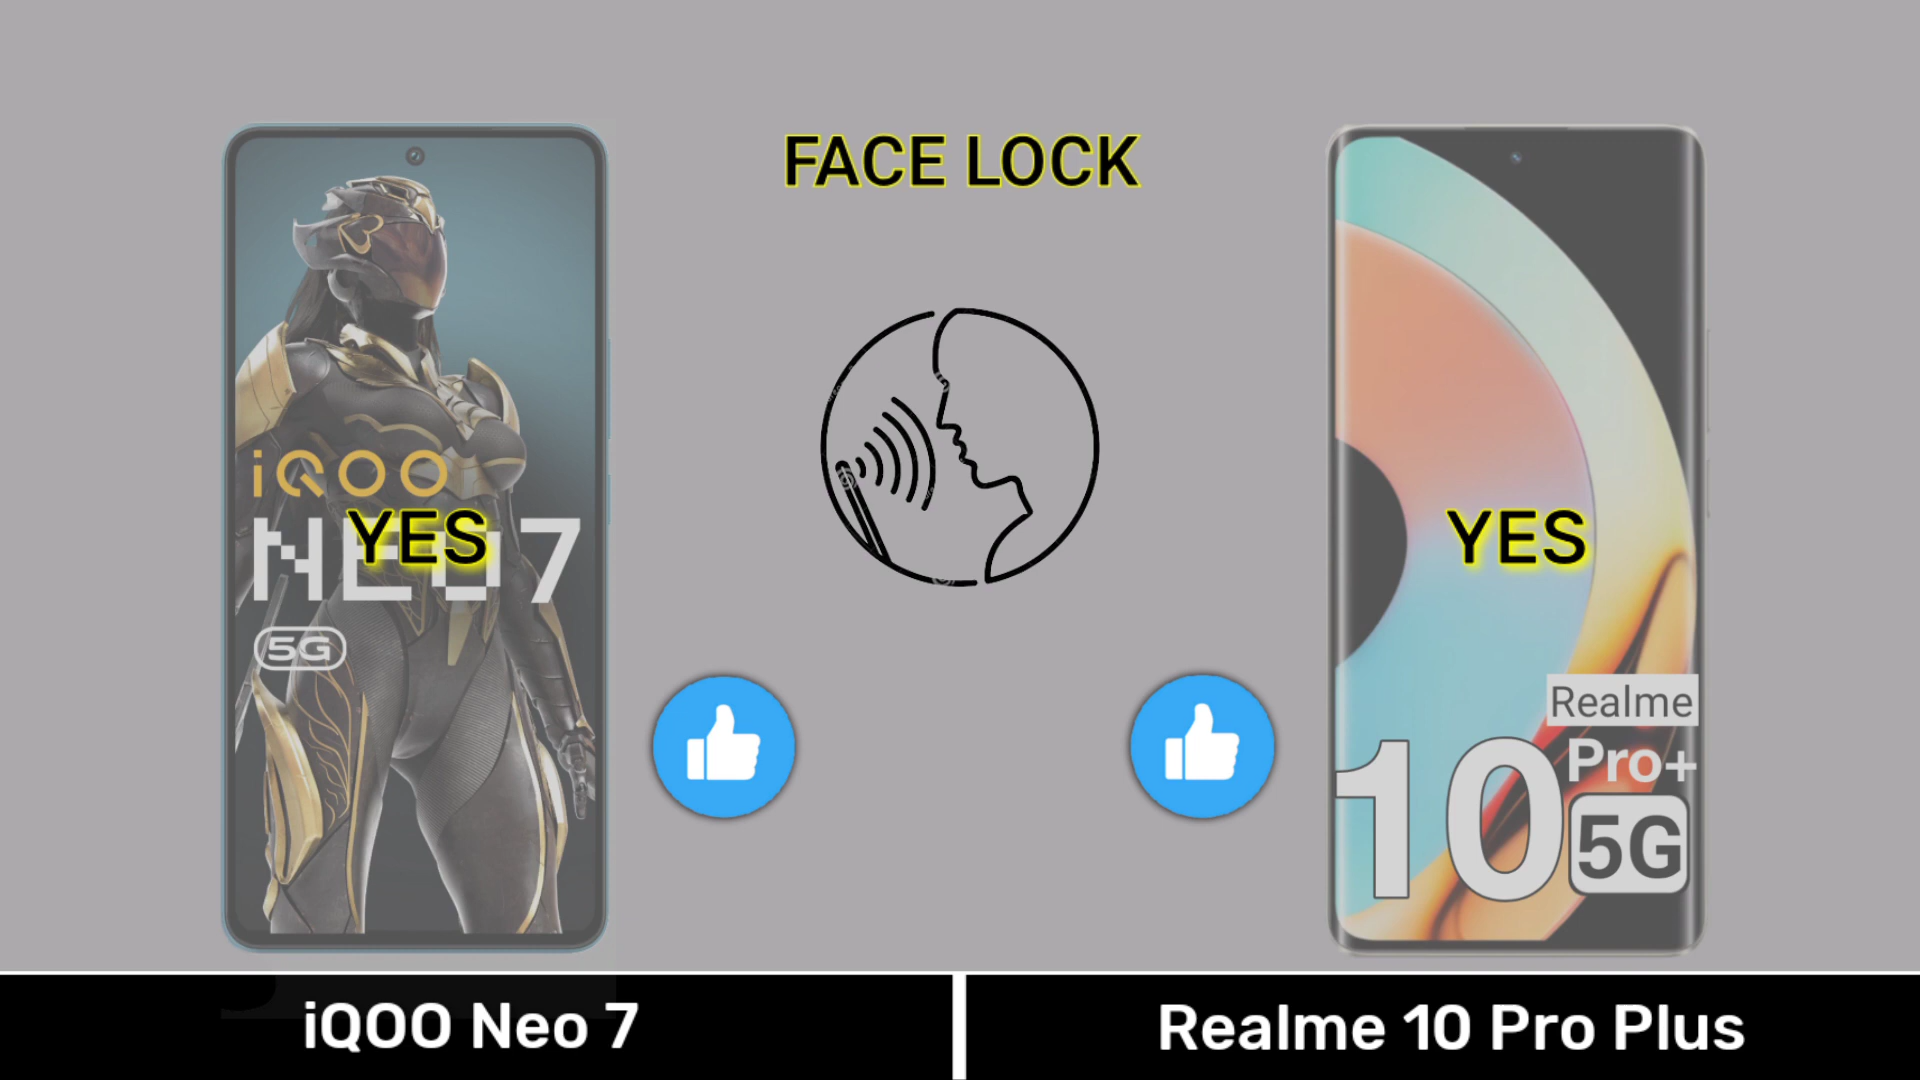 FACE LOCK
iQOO
NEO 7
YES
5G
YES
Realme
10 Pro+
5G
iQOO Neo 7
Realme 10 Pro Plus